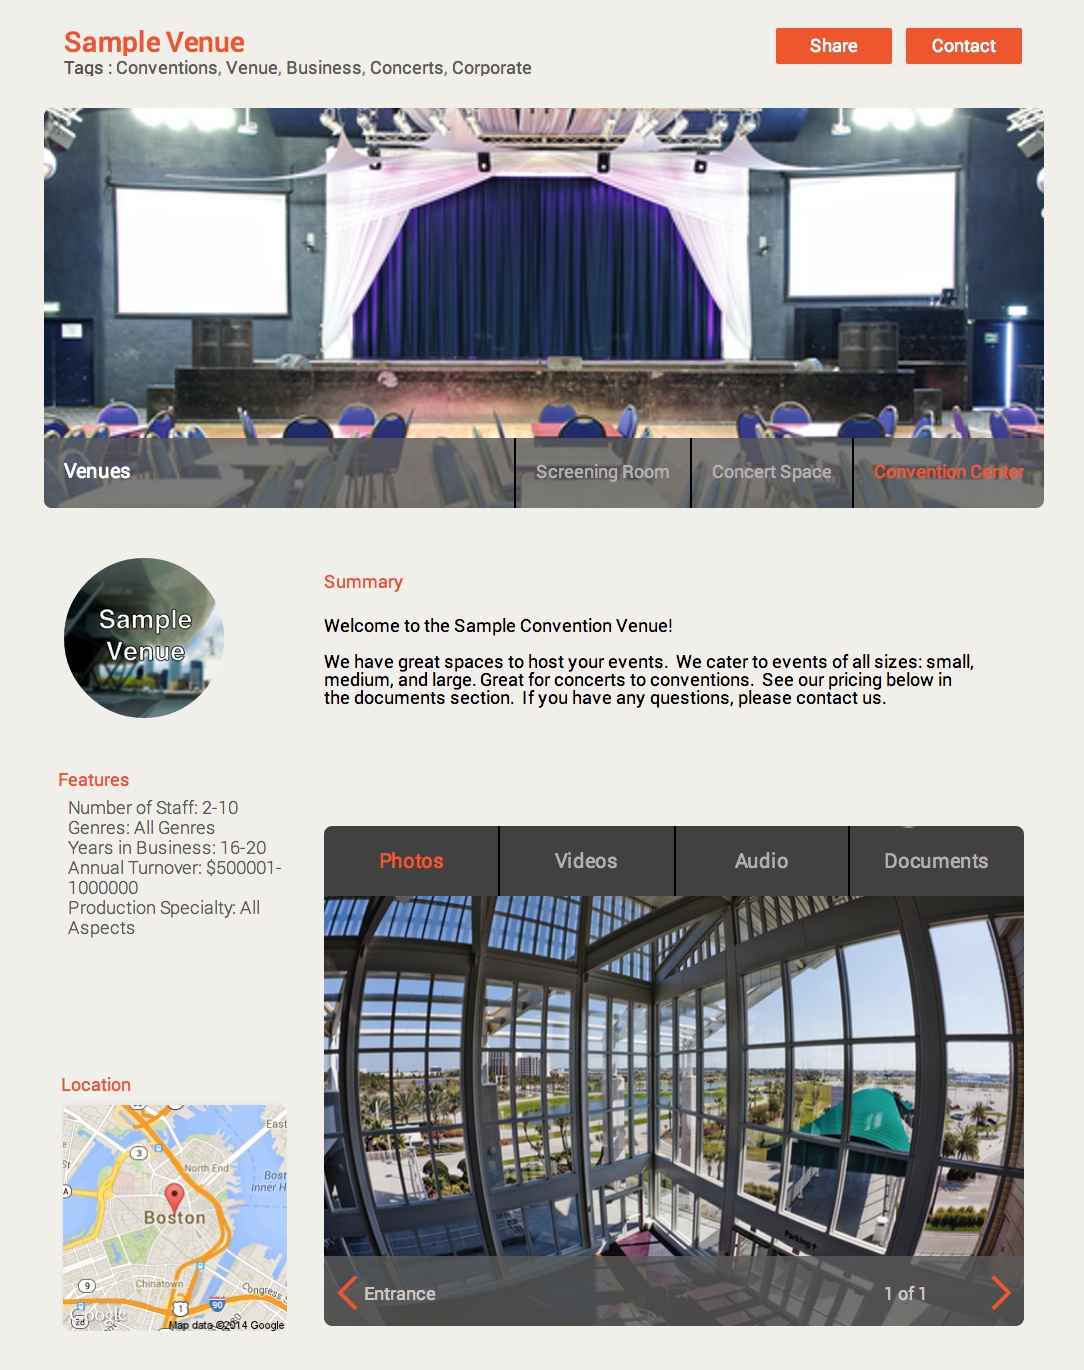 Sample Venue
Tags : Conventions, Venue, Business, Concerts, Corporate
Share
Contact
Venues
Screening Room
Concert Space
Convention Center
Sample
Venue
Summary
Welcome to the Sample Convention Venue!
We have great spaces to host your events.  We cater to events of all sizes: small,
medium, and large. Great for concerts to conventions.  See our pricing below in
the documents section.  If you have any questions, please contact us.
Features
Number of Staff: 2-10
Genres: All Genres
Years in Business: 16-20
Annual Turnover: $500001-
1000000
Production Specialty: All
Aspects
Photos
Videos
Audio
Documents
Parking
Entrance
1 of 1
Location
East
3
North End
Bost
Inner H
A
Boston
Chinatown
9
Congress
1
90
Google
Map data ©2014 Google